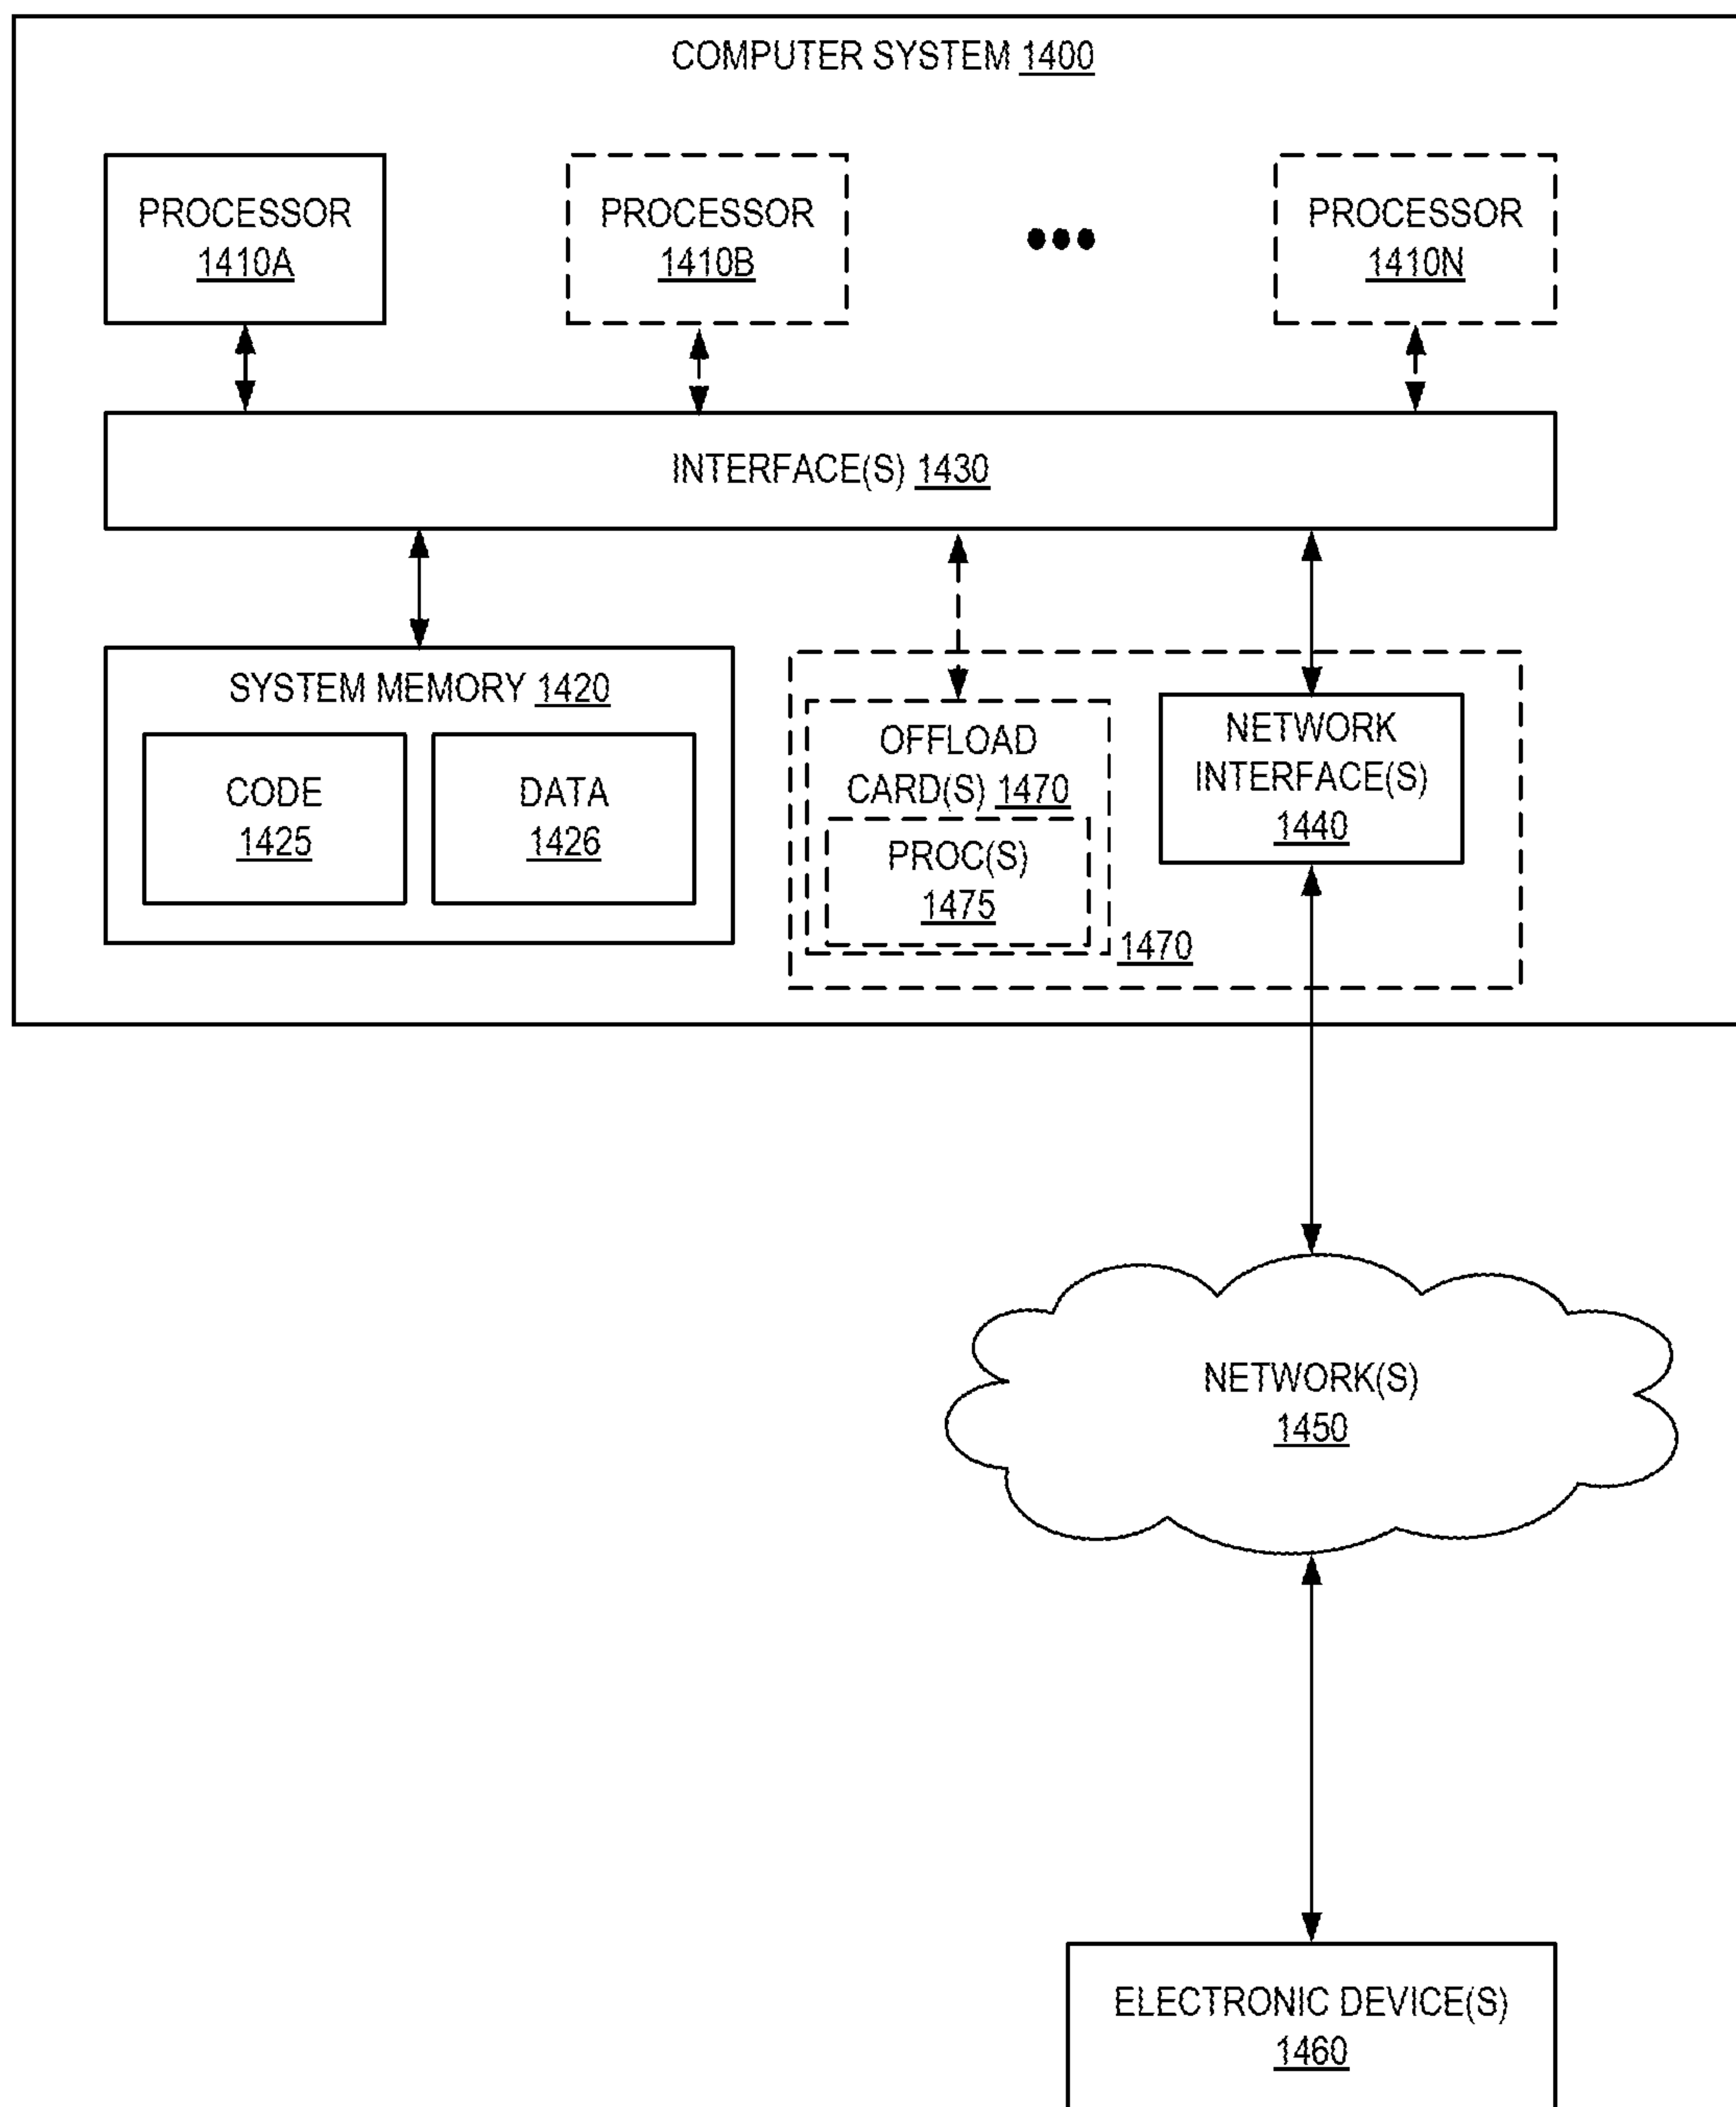 COMPUTER SYSTEM 1400
PROCESSOR
1410A
PROCESSOR
1410B
PROCESSOR
1410N
INTERFACE(S) 1430
SYSTEM MEMORY 1420
CODE
1425
DATA
1426
OFFLOAD
CARD(S) 1470
PROC(S)
1475
1470
NETWORK
INTERFACE(S)
1440
NETWORK(S)
1450
ELECTRONIC DEVICE(S)
1460